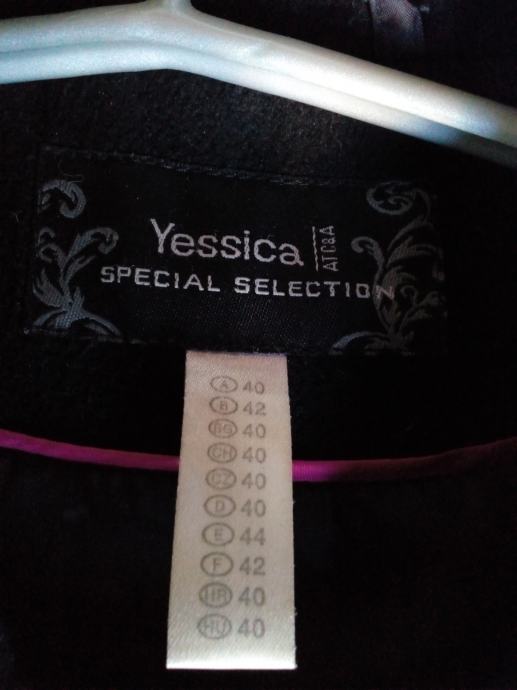 Yessica AT C&A
SPECIAL SELECTION
A 40
B 42
BG 40
CH 40
CZ 40
D 40
E 44
F 42
HR 40
HU 40